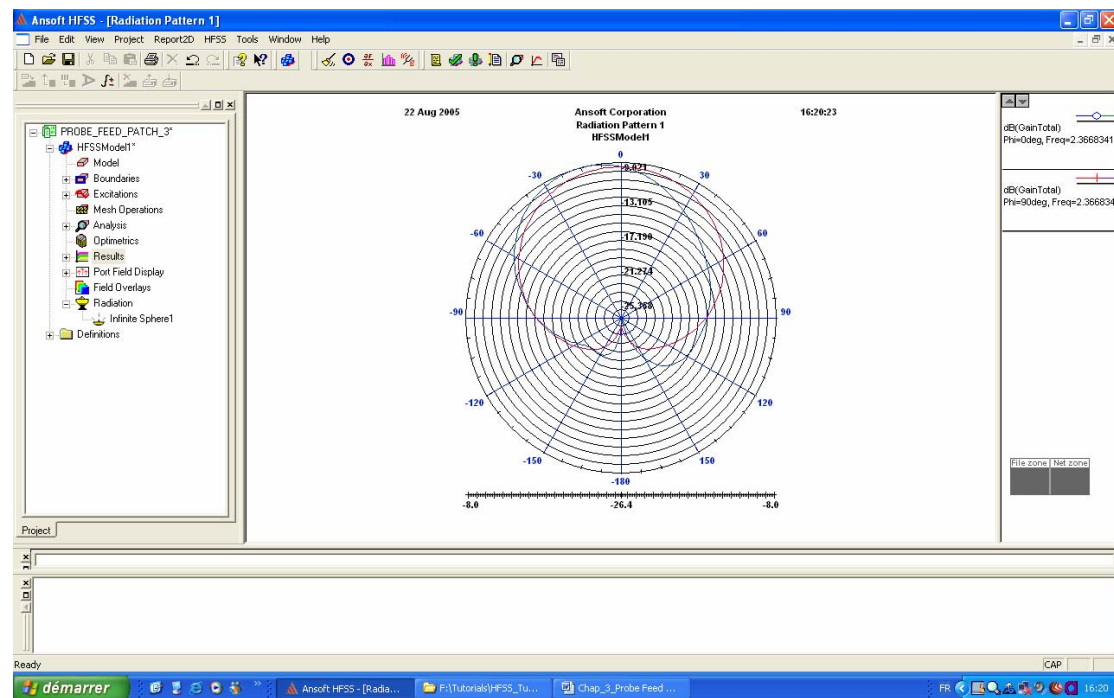 Ansoft HFSS - [Radiation Pattern 1]
File Edit View Project Report2D HFSS Tools Window Help
PROBE_FEED_PATCH_3*
HFSSModel1*
Model
Boundaries
Excitations
Mesh Operations
Analysis
Optimetrics
Results
Port Field Display
Field Overlays
Radiation
Infinite Sphere1
Definitions
Project
22 Aug 2005
Ansoft Corporation
16:20:23
Radiation Pattern 1
HFSSModel1
0
-30
30
-60
60
-90
90
-120
120
-150
150
-180
-9.021
-13.105
-17.190
-21.274
-8.0
-26.4
-8.0
dB(GainTotal)
Phi=0deg, Freq=2.3668341
dB(GainTotal)
Phi=90deg, Freq=2.366834
File zone Net zone
Ready
CAP
démarrer
Ansoft HFSS - [Radia...
F:\Tutorials\HFSS_Tu...
Chap_3_Probe Feed ...
FR
16:20